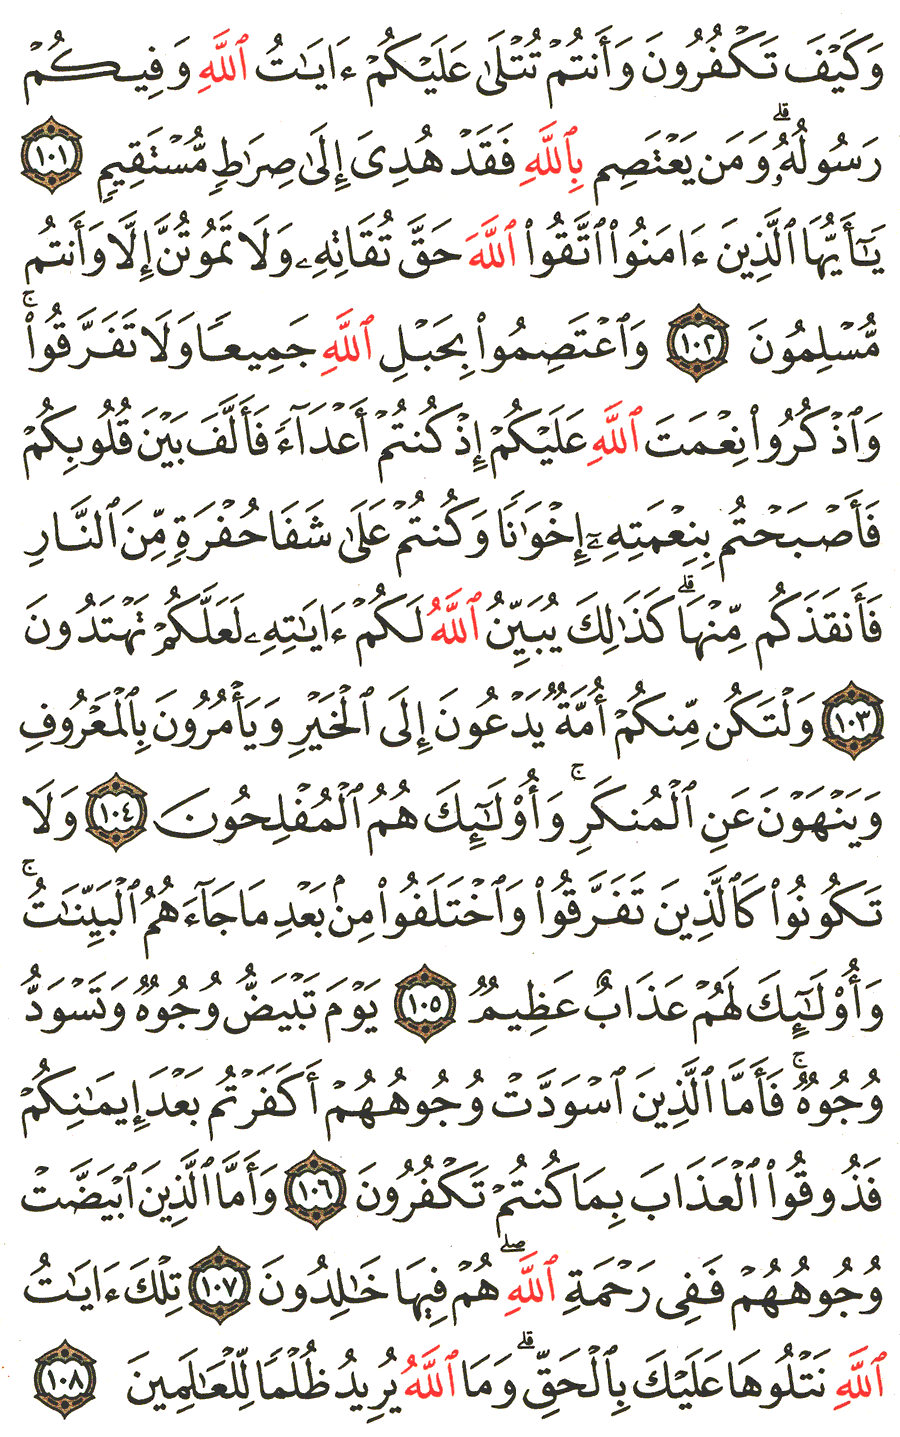 وَكَيْفَ تَكْفُرُونَ وَأَنتُمْ تُتْلَىٰ عَلَيْكُمْ ءَايَـٰتُ ٱللَّهِ وَفِيكُمْ
رَسُولُهُۥ ۗ وَمَن يَعْتَصِم بِٱللَّهِ فَقَدْ هُدِىَ إِلَىٰ صِرَٰطٍ مُّسْتَقِيمٍ ١٠١
يَـٰٓأَيُّهَا ٱلَّذِينَ ءَامَنُوا۟ ٱتَّقُوا۟ ٱللَّهَ حَقَّ تُقَاتِهِۦ وَلَا تَمُوتُنَّ إِلَّا وَأَنتُم
مُّسْلِمُونَ ١٠٢ وَٱعْتَصِمُوا۟ بِحَبْلِ ٱللَّهِ جَمِيعًا وَلَا تَفَرَّقُوا۟ ۚ
وَٱذْكُرُوا۟ نِعْمَتَ ٱللَّهِ عَلَيْكُمْ إِذْ كُنتُمْ أَعْدَآءً فَأَلَّفَ بَيْنَ قُلُوبِكُمْ
فَأَصْبَحْتُم بِنِعْمَتِهِۦٓ إِخْوَٰنًا وَكُنتُمْ عَلَىٰ شَفَا حُفْرَةٍ مِّنَ ٱلنَّارِ
فَأَنقَذَكُم مِّنْهَا ۗ كَذَٰلِكَ يُبَيِّنُ ٱللَّهُ لَكُمْ ءَايَـٰتِهِۦ لَعَلَّكُمْ تَهْتَدُونَ
١٠٣ وَلْتَكُن مِّنكُمْ أُمَّةٌ يَدْعُونَ إِلَى ٱلْخَيْرِ وَيَأْمُرُونَ بِٱلْمَعْرُوفِ
وَيَنْهَوْنَ عَنِ ٱلْمُنكَرِ ۚ وَأُو۟لَـٰٓئِكَ هُمُ ٱلْمُفْلِحُونَ ١٠٤ وَلَا
تَكُونُوا۟ كَٱلَّذِينَ تَفَرَّقُوا۟ وَٱخْتَلَفُوا۟ مِنۢ بَعْدِ مَا جَآءَهُمُ ٱلْبَيِّنَـٰتُ ۚ
وَأُو۟لَـٰٓئِكَ لَهُمْ عَذَابٌ عَظِيمٌ ١٠٥ يَوْمَ تَبْيَضُّ وُجُوهٌ وَتَسْوَدُّ
وُجُوهٌ ۚ فَأَمَّا ٱلَّذِينَ ٱسْوَدَّتْ وُجُوهُهُمْ أَكَفَرْتُم بَعْدَ إِيمَـٰنِكُمْ
فَذُوقُوا۟ ٱلْعَذَابَ بِمَا كُنتُمْ تَكْفُرُونَ ١٠٦ وَأَمَّا ٱلَّذِينَ ٱبْيَضَّتْ
وُجُوهُهُمْ فَفِى رَحْمَةِ ٱللَّهِ ۖ هُمْ فِيهَا خَـٰلِدُونَ ١٠٧ تِلْكَ ءَايَـٰتُ
ٱللَّهِ نَتْلُوهَا عَلَيْكَ بِٱلْحَقِّ ۗ وَمَا ٱللَّهُ يُرِيدُ ظُلْمًا لِّلْعَـٰلَمِينَ ١٠٨